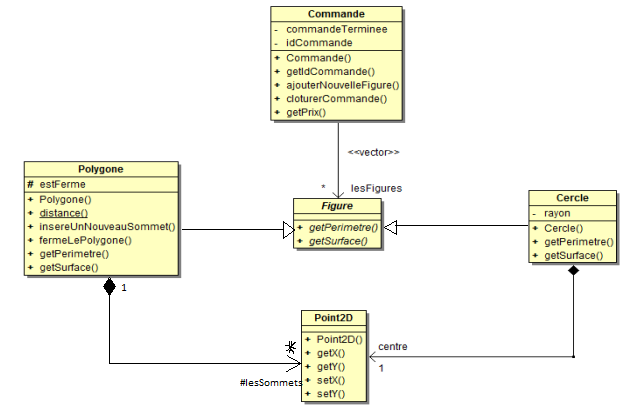 Commande
- commandeTerminee
- idCommande
+ Commande()
+ getIdCommande()
+ ajouterNouvelleFigure()
+ cloturerCommande()
+ getPrix()
<<vector>>
* lesFigures
Polygone
# estFerme
+ Polygone()
+ distance()
+ insereUnNouveauSommet()
+ fermeLePolygone()
+ getPerimetre()
+ getSurface()
Figure
+ getPerimetre()
+ getSurface()
Cercle
- rayon
+ Cercle()
+ getPerimetre()
+ getSurface()
1
Point2D
+ Point2D()
+ getX()
+ getY()
+ setX()
+ setY()
*
#lesSommets
centre
1